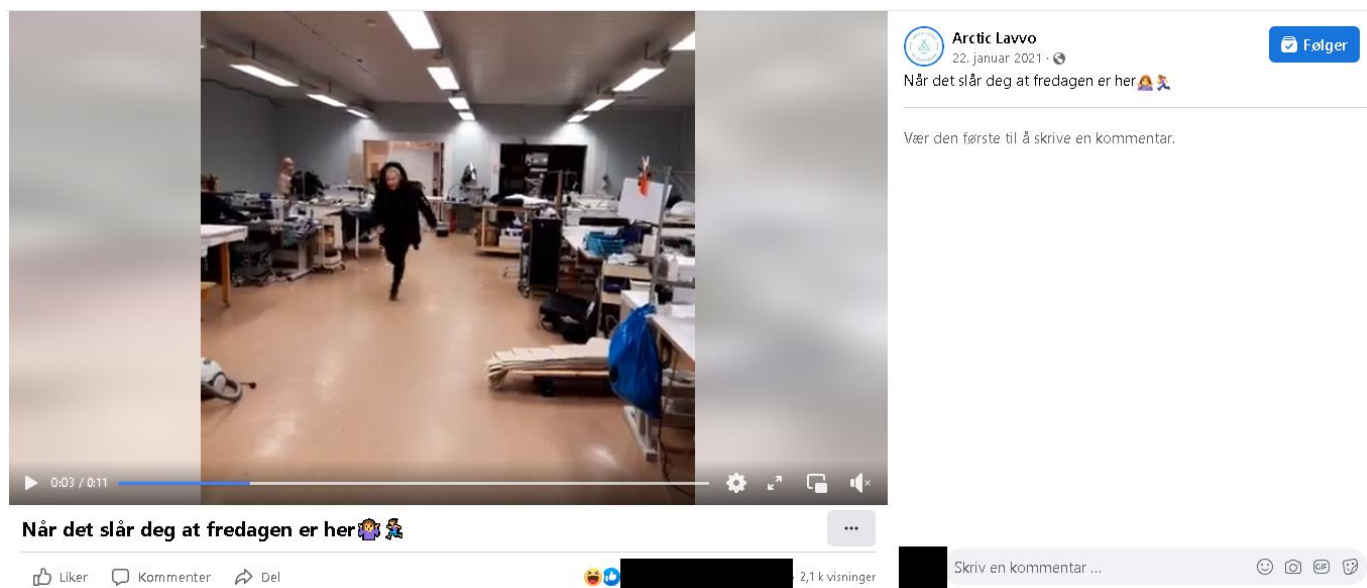 Arctic Lavvo
22. januar 2021
Følger
Når det slår deg at fredagen er her🤷‍♀️🏃‍♀️
Vær den første til å skrive en kommentar.
0:03 / 0:11
Når det slår deg at fredagen er her🤷‍♀️🏃‍♀️
...
Liker
Kommenter
Del
2,1 k visninger
Skriv en kommentar ...
GIF